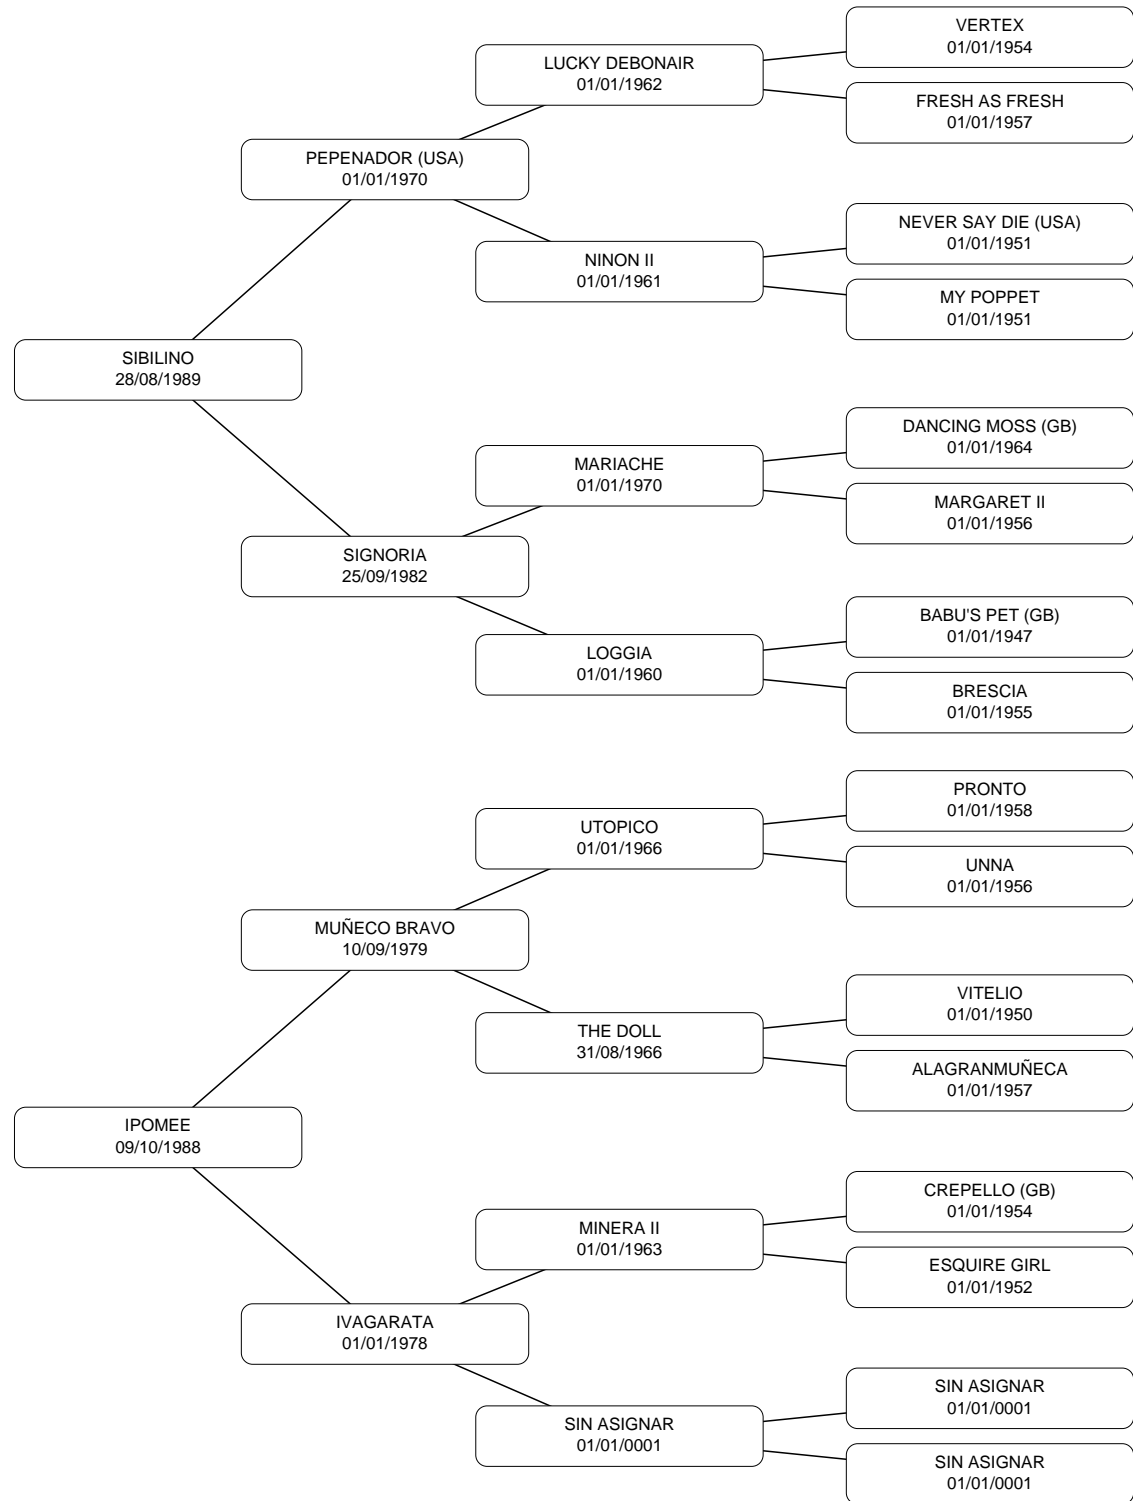 VERTEX
01/01/1954
LUCKY DEBONAIR
01/01/1962
FRESH AS FRESH
01/01/1957
PEPENADOR (USA)
01/01/1970
NEVER SAY DIE (USA)
01/01/1951
NINON II
01/01/1961
MY POPPET
01/01/1951
SIBILINO
28/08/1989
DANCING MOSS (GB)
01/01/1964
MARIACHE
01/01/1970
MARGARET II
01/01/1956
SIGNORIA
25/09/1982
BABU'S PET (GB)
01/01/1947
LOGGIA
01/01/1960
BRESCIA
01/01/1955
PRONTO
01/01/1958
UTOPICO
01/01/1966
UNNA
01/01/1956
MUÑECO BRAVO
10/09/1979
VITELIO
01/01/1950
THE DOLL
31/08/1966
ALAGRANMUÑECA
01/01/1957
IPOMEE
09/10/1988
CREPELLO (GB)
01/01/1954
MINERA II
01/01/1963
ESQUIRE GIRL
01/01/1952
IVAGARATA
01/01/1978
SIN ASIGNAR
01/01/0001
SIN ASIGNAR
01/01/0001
SIN ASIGNAR
01/01/0001